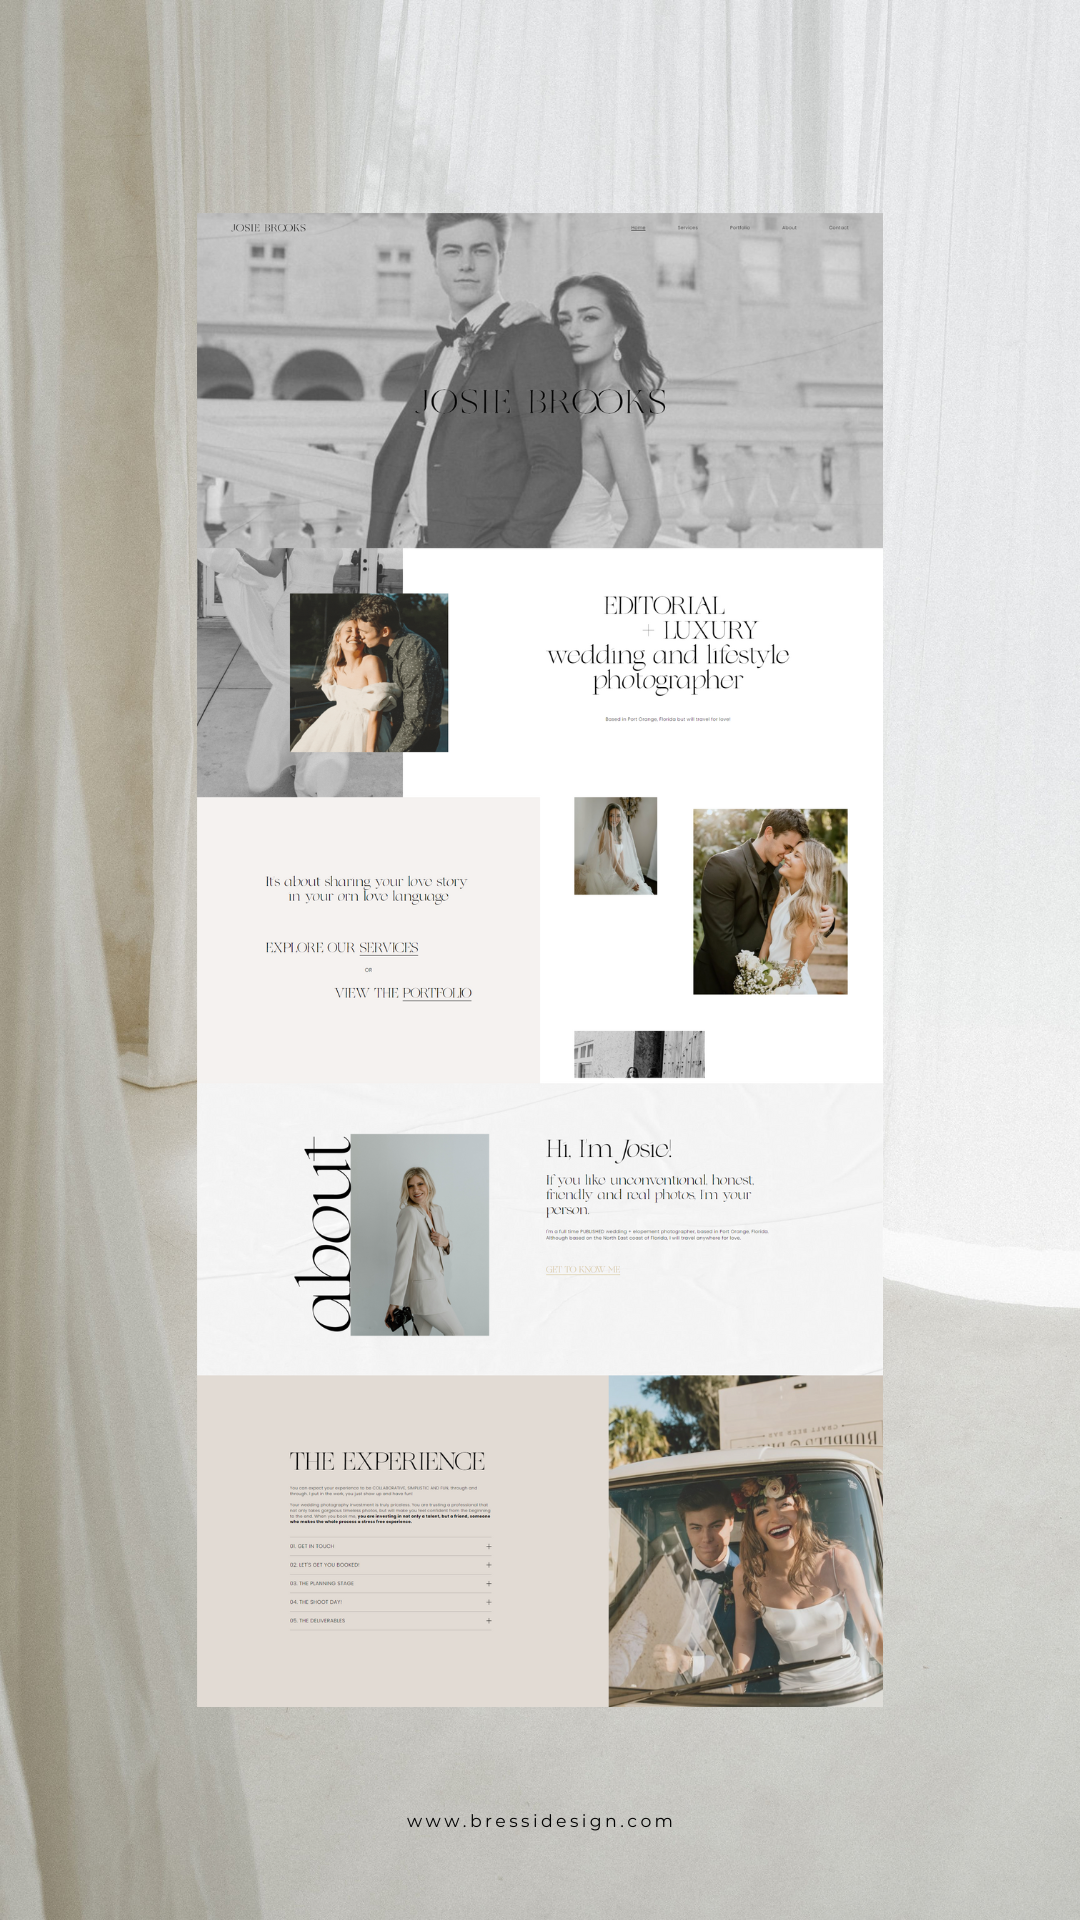 JOSIE BROOKS
Home Services Portfolio About Contact
JOSIE BROOKS
EDITORIAL
+ LUXURY
wedding and lifestyle
photographer
Based in Port Orange, Florida but will travel for love!
It's about sharing your love story
in your orn love language
EXPLORE OUR SERVICES
OR
VIEW THE PORTFOLIO
about
Hi, I'm Josie!
If you like unconventional, honest,
friendly and real photos, I'm your
person.
I'm a full time PUBLISHED wedding + elopement photographer, based in Port Orange, Florida.
Although based on the North East coast of Florida, I will travel anywhere for love.
GET TO KNOW ME
THE EXPERIENCE
You can expect your experience to be COLLABORATIVE, SIMPLISTIC AND FUN, through and
through. I put in the work, you just show up and have fun!
Your wedding photography investment is truly priceless. You are trusting a professional that
not only takes gorgeous timeless photos, but will make you feel confident from the beginning
to the end. When you book me, you are investing in not only a talent, but a friend, someone
who makes the whole process a stress free experience.
01. GET IN TOUCH +
02. LET'S GET YOU BOOKED! +
03. THE PLANNING STAGE +
04. THE SHOOT DAY! +
05. THE DELIVERABLES +
www.bressidesign.com